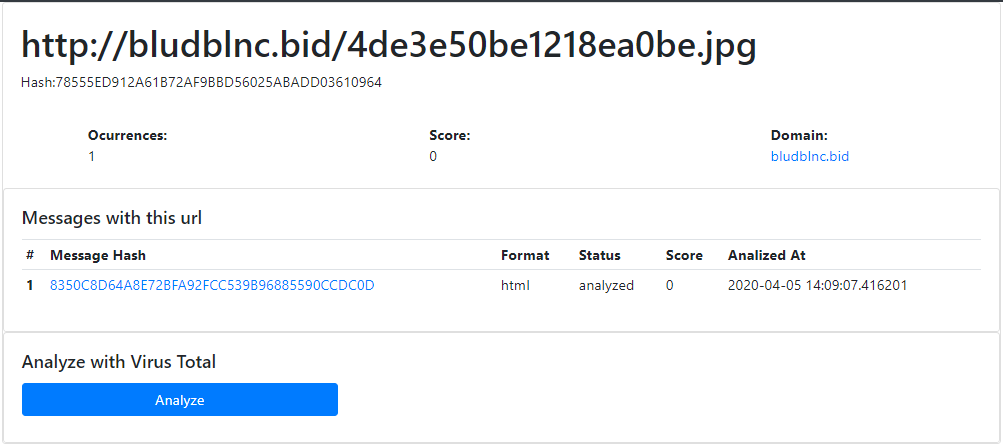 http://bludblnc.bid/4de3e50be1218ea0be.jpg
Hash:78555ED912A61B72AF9BBD56025ABADD03610964
Ocurrences: Score: Domain:
1 0 bludblnc.bid
Messages with this url
# Message Hash Format Status Score Analized At
1 8350C8D64A8E72BFA92FCC539B96885590CCDC0D html analyzed 0 2020-04-05 14:09:07.416201
Analyze with Virus Total
Analyze